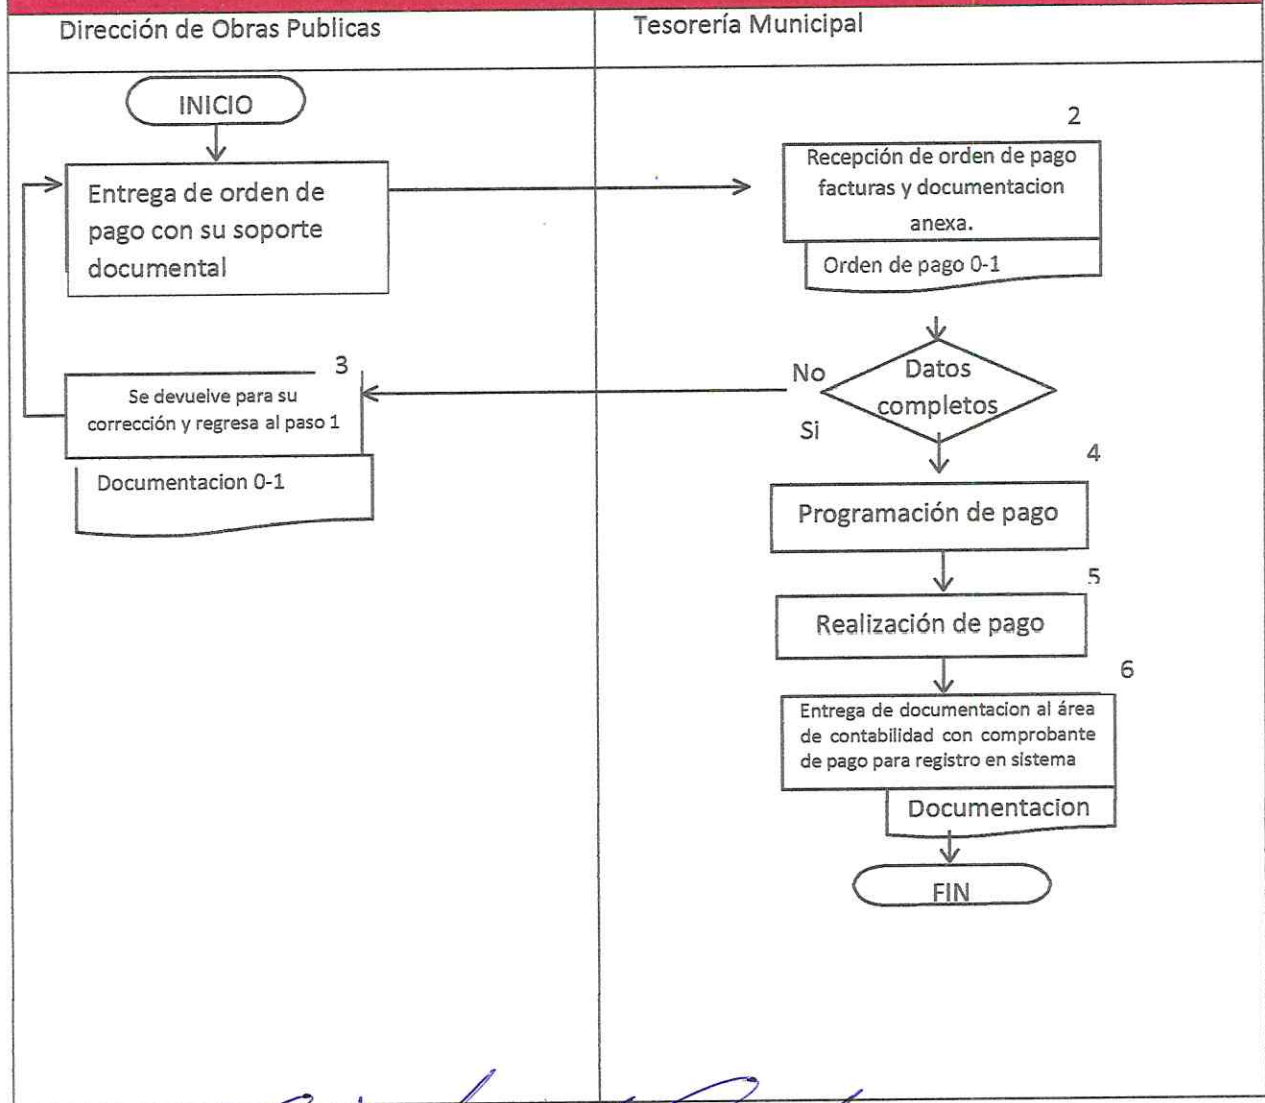 Dirección de Obras Publicas
Tesorería Municipal
INICIO
Entrega de orden de
pago con su soporte
documental
2
Recepción de orden de pago
facturas y documentacion
anexa.
Orden de pago 0-1
Datos
completos
No
Si
3
Se devuelve para su
corrección y regresa al paso 1
Documentacion 0-1
4
Programación de pago
5
Realización de pago
6
Entrega de documentacion al área
de contabilidad con comprobante
de pago para registro en sistema
Documentacion
FIN